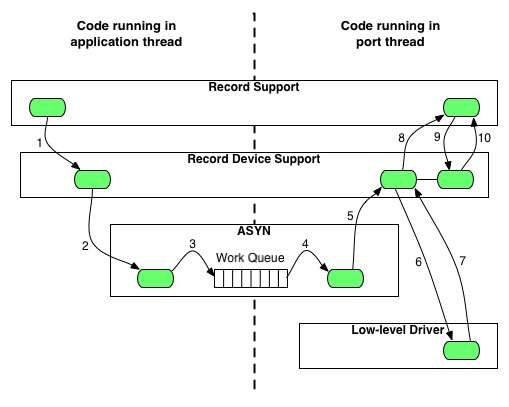 Code running in
application thread
Code running in
port thread
Record Support
1
8
9
10
Record Device Support
2
5
ASYN
3
Work Queue
4
6
7
Low-level Driver